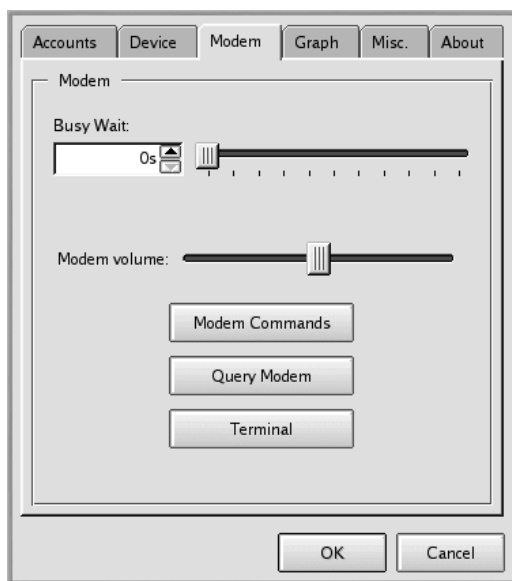 Accounts Device Modem Graph Misc. About
Modem
Busy Wait:
0s
Modem volume:
Modem Commands
Query Modem
Terminal
OK Cancel